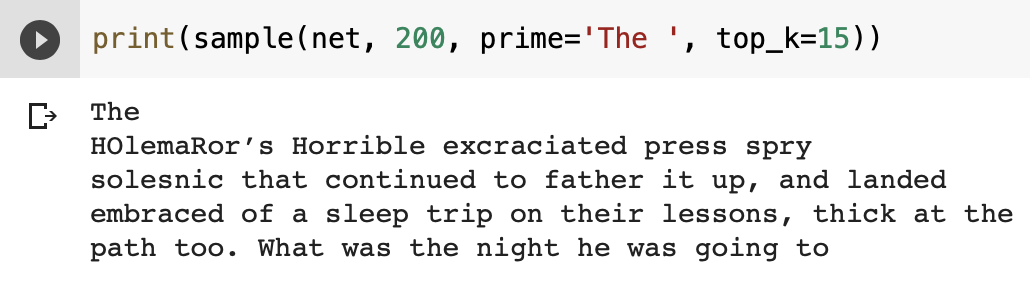 print(sample(net, 200, prime='The ', top_k=15))
The
HOlemaRor’s Horrible excraciated press spry
solesnic that continued to father it up, and landed
embraced of a sleep trip on their lessons, thick at the
path too. What was the night he was going to